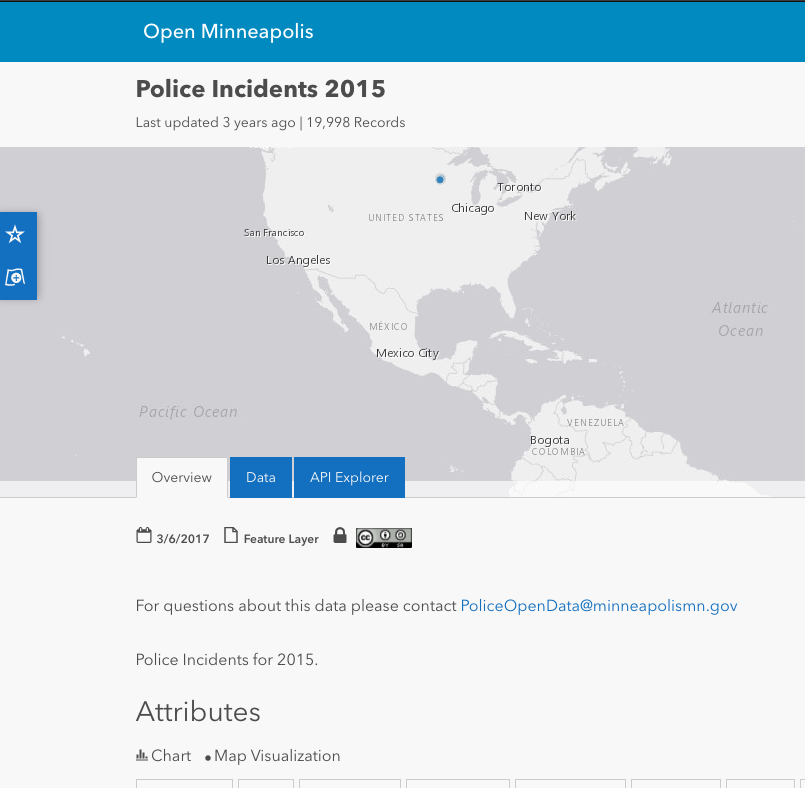 Open Minneapolis
Police Incidents 2015
Last updated 3 years ago | 19,998 Records
Toronto
Chicago
New York
UNITED STATES
San Francisco
Los Angeles
Atlantic
Ocean
MÉXICO
Mexico City
Pacific Ocean
VENEZUELA
Bogota
COLOMBIA
Overview Data API Explorer
3/6/2017 Feature Layer cc BY SA
For questions about this data please contact PoliceOpenData@minneapolismn.gov
Police Incidents for 2015.
Attributes
Chart Map Visualization